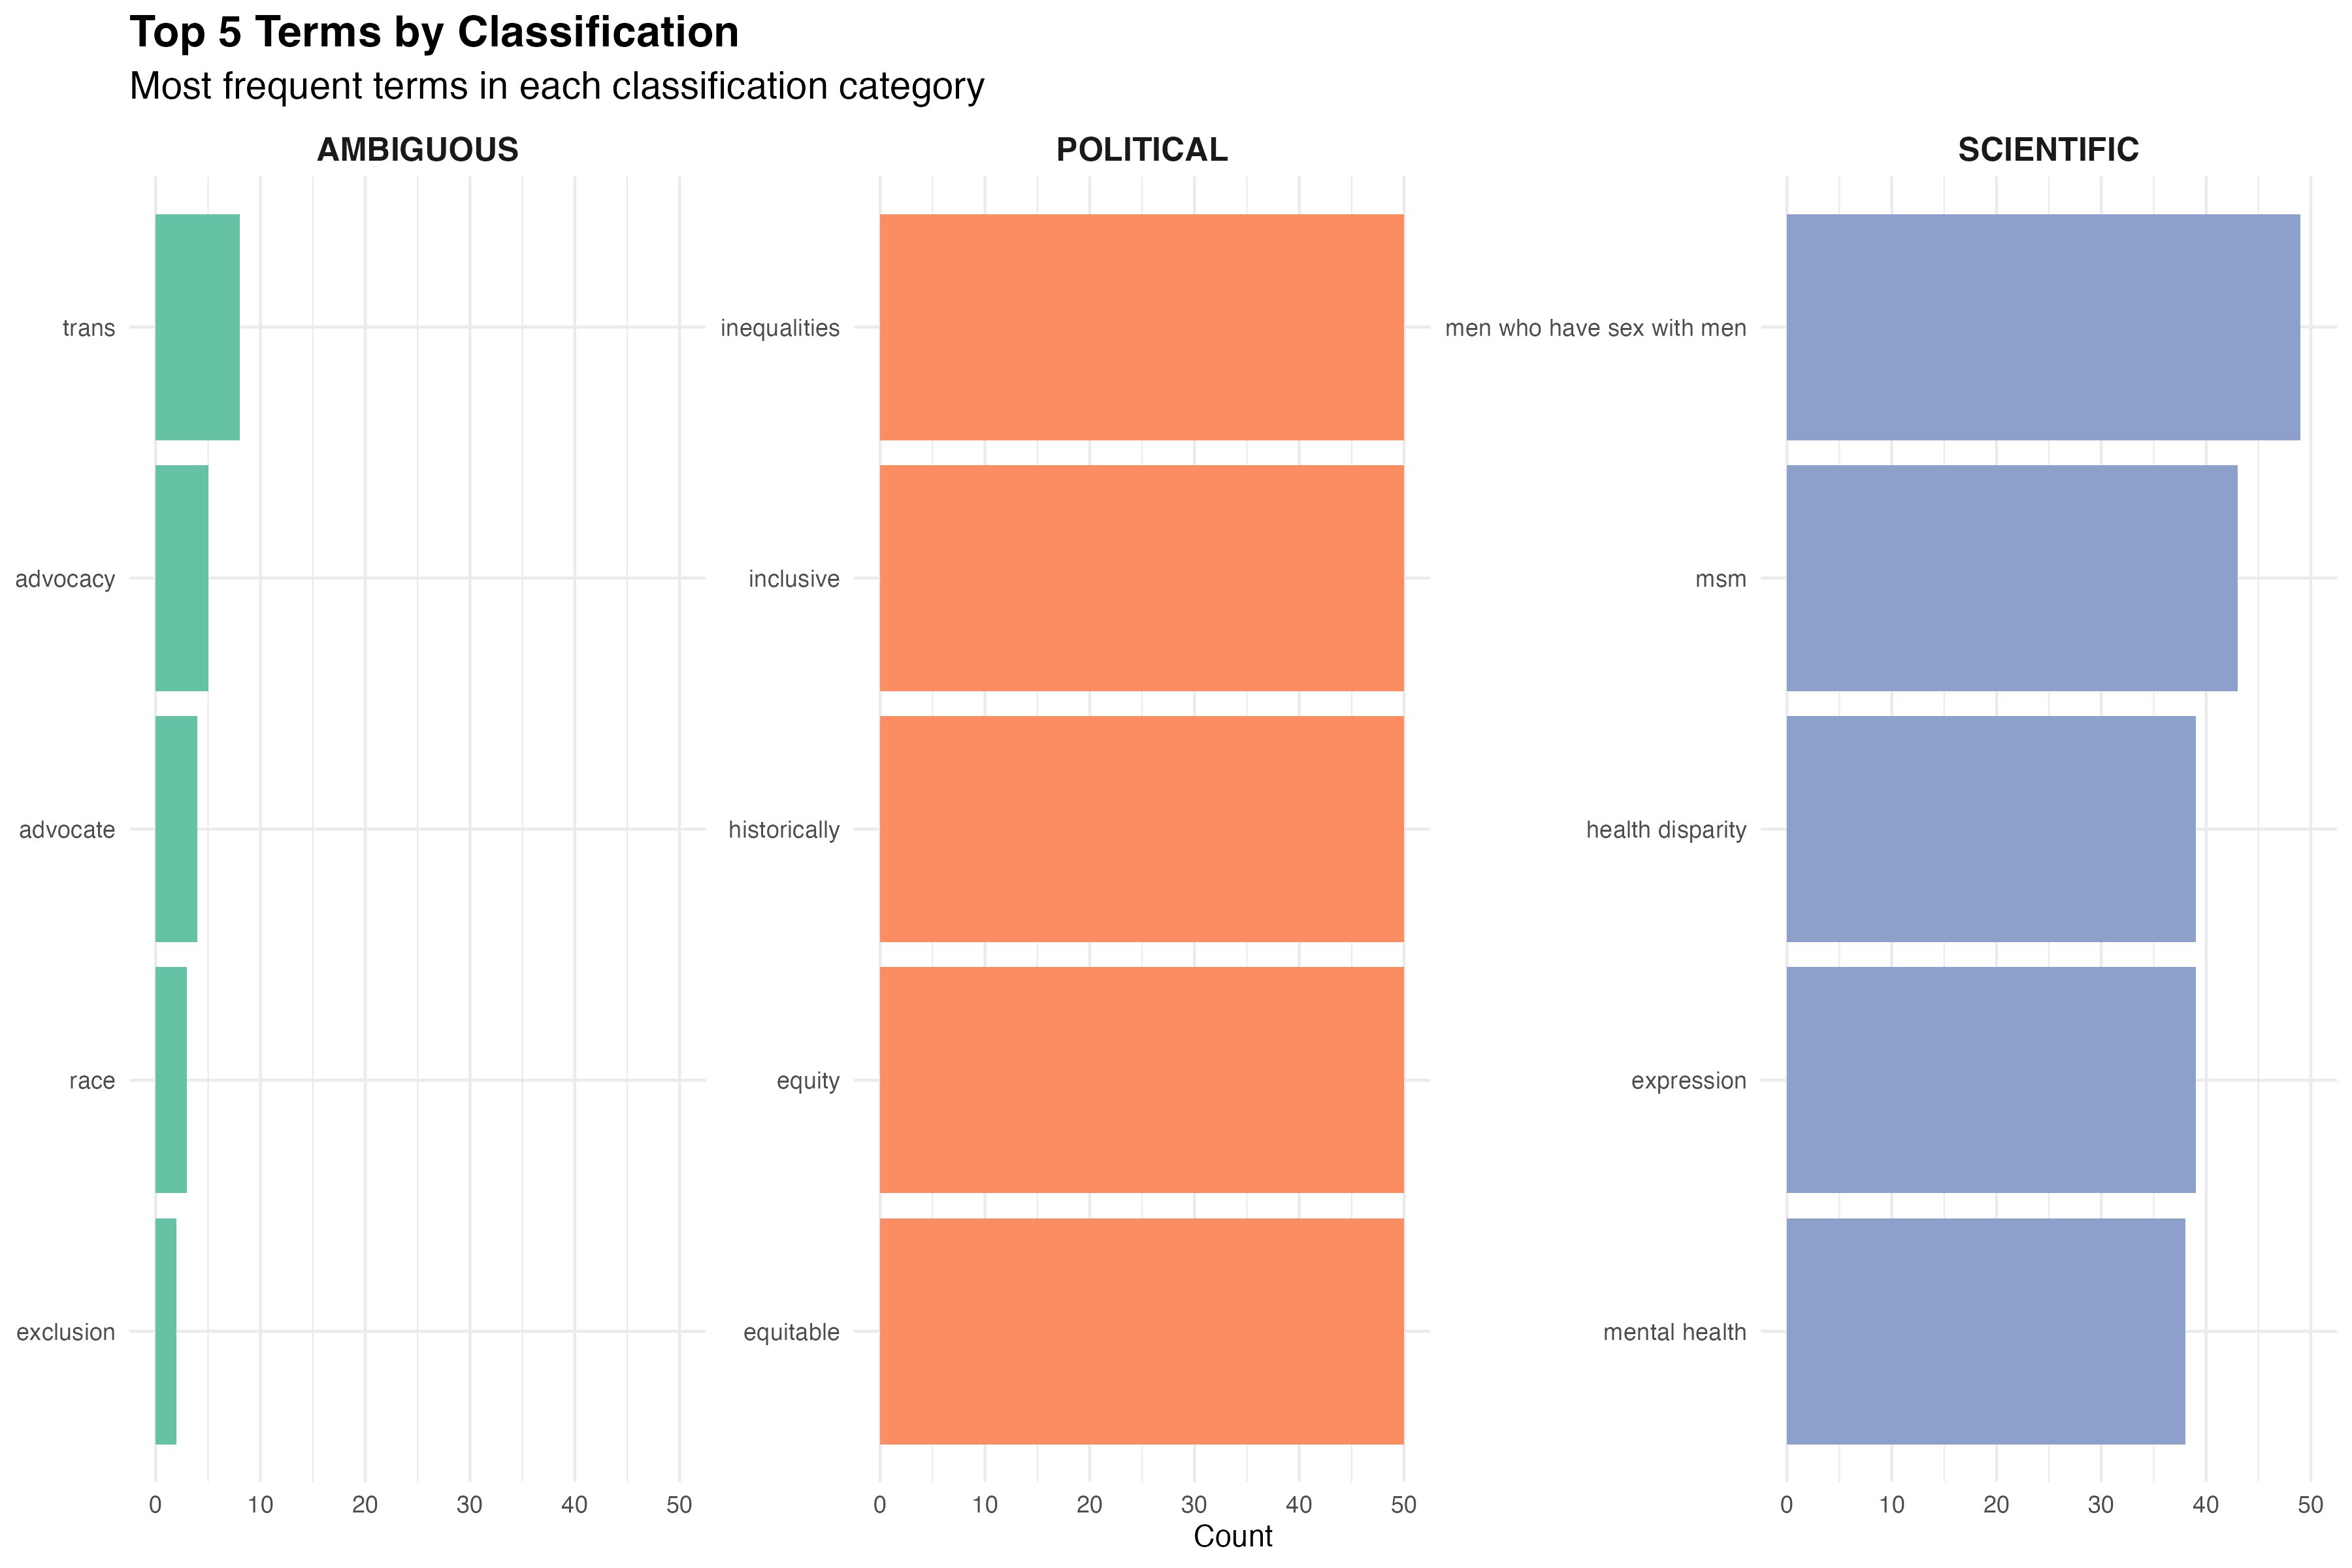 Top 5 Terms by Classification
Most frequent terms in each classification category
AMBIGUOUS
trans
advocacy
advocate
race
exclusion
0 10 20 30 40 50
POLITICAL
inequalities
inclusive
historically
equity
equitable
0 10 20 30 40 50
SCIENTIFIC
men who have sex with men
msm
health disparity
expression
mental health
0 10 20 30 40 50
Count